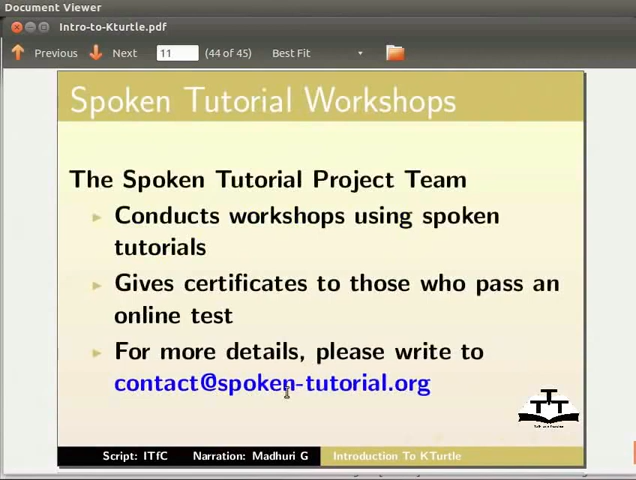 Document Viewer
Intro-to-Kturtle.pdf
Previous Next 11 (44 of 45) Best Fit
Spoken Tutorial Workshops
The Spoken Tutorial Project Team
Conducts workshops using spoken
tutorials
Gives certificates to those who pass an
online test
For more details, please write to
contact@spoken-tutorial.org
Script: ITfC Narration: Madhuri G Introduction To KTurtle